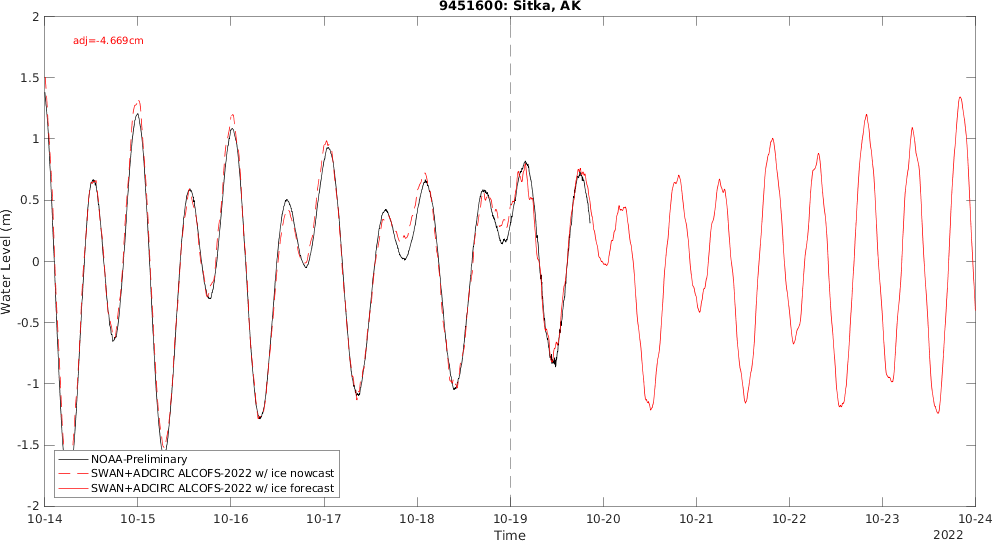 9451600: Sitka, AK
adj=-4.669cm
Water Level (m)
2
1.5
1
0.5
0
-0.5
-1
-1.5
-2
NOAA-Preliminary
SWAN+ADCIRC ALCOFS-2022 w/ ice nowcast
SWAN+ADCIRC ALCOFS-2022 w/ ice forecast
10-14 10-15 10-16 10-17 10-18 10-19 10-20 10-21 10-22 10-23 10-24
Time
2022